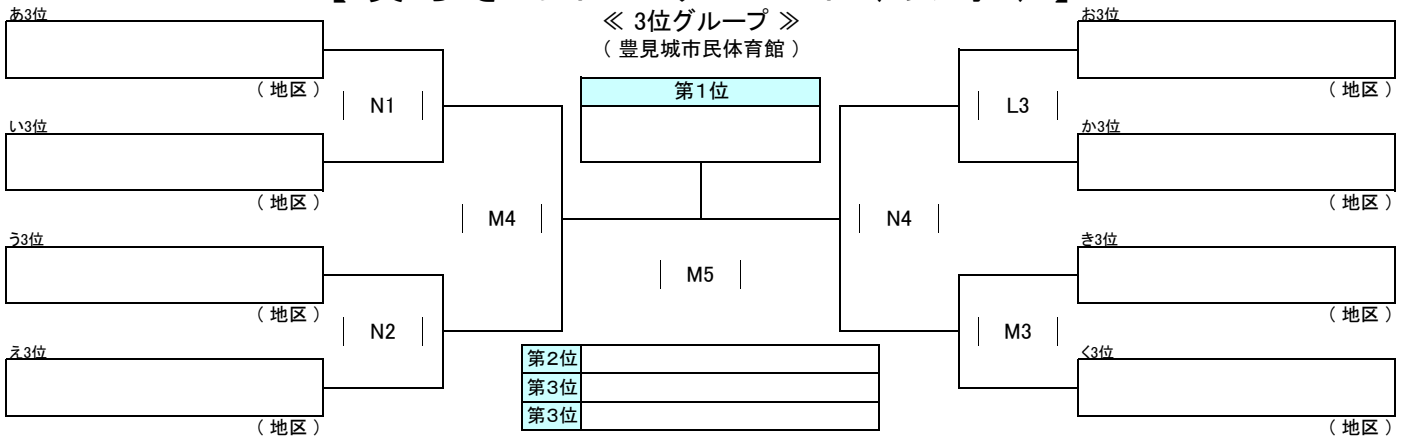 ≪ 3位グループ ≫
（ 豊見城市民体育館 ）
あ3位
（ 地区 ）
N1
い3位
（ 地区 ）
M4
う3位
（ 地区 ）
N2
え3位
（ 地区 ）
第1位
M5
第2位
第3位
第3位
お3位
（ 地区 ）
L3
か3位
（ 地区 ）
N4
き3位
（ 地区 ）
M3
く3位
（ 地区 ）